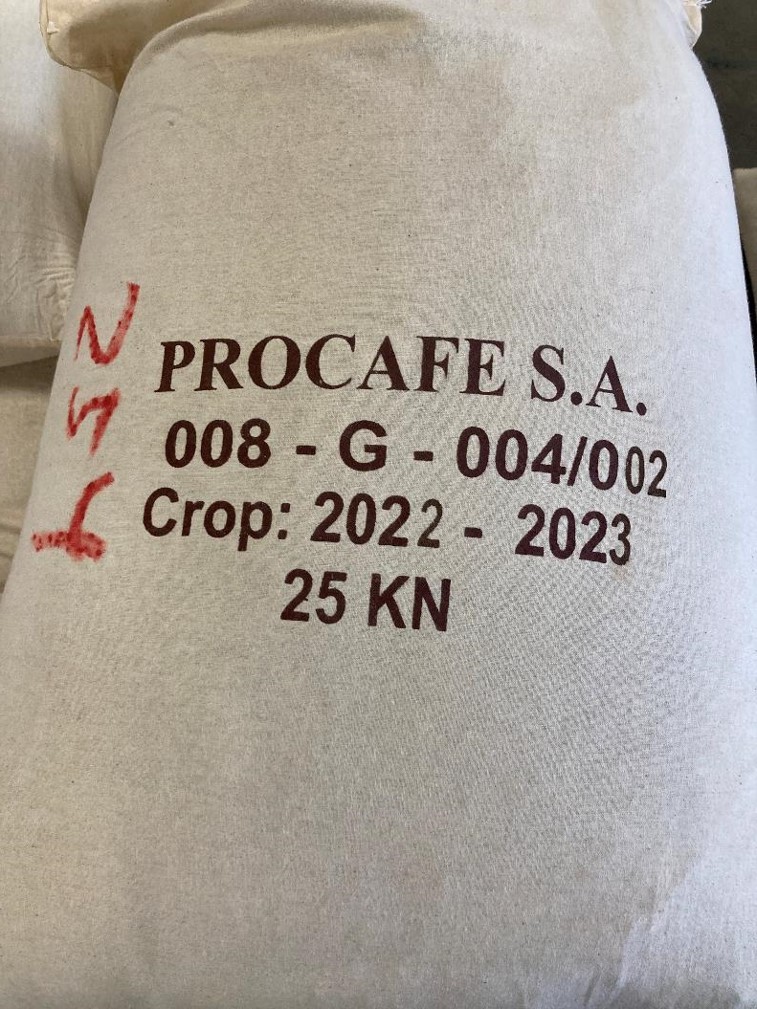 PROCAFE S.A.
008 - G - 004/002
Crop: 2022 - 2023
25 KN